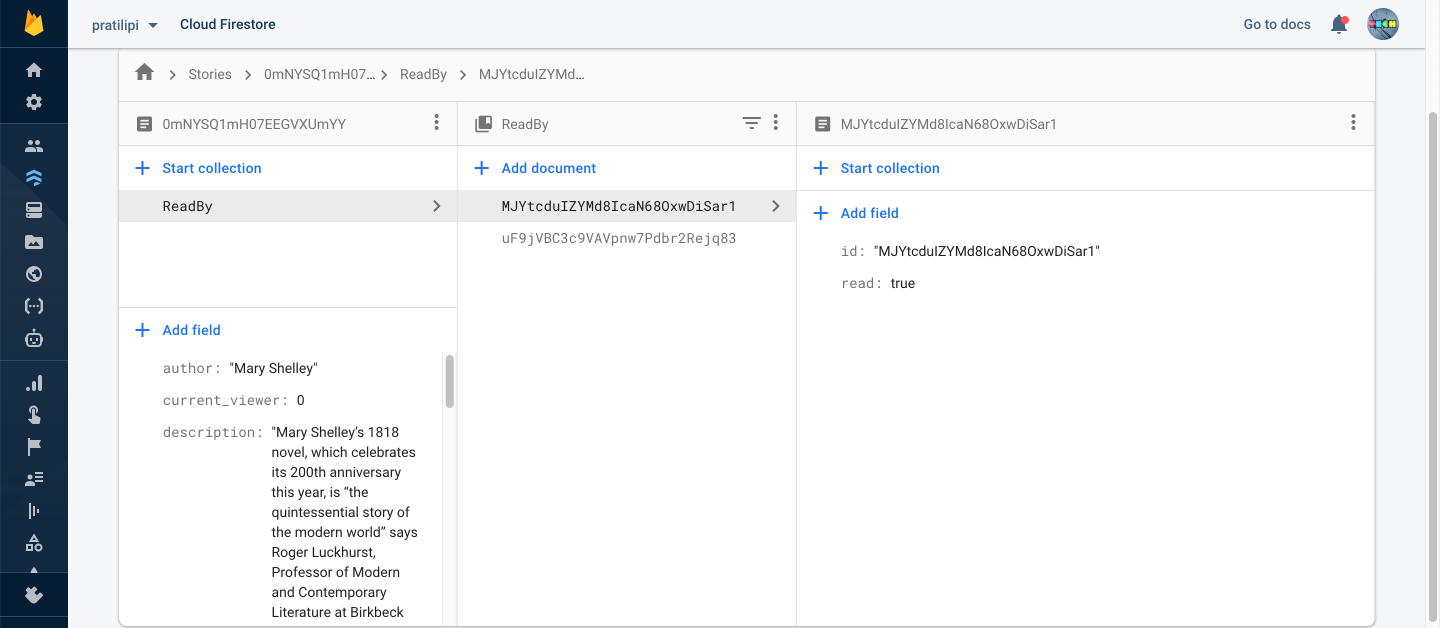 pratilipi
Cloud Firestore
Go to docs
Stories
0mNYSQ1mH07...
ReadBy
MJYtcduIZYMd...
0mNYSQ1mH07EEGVXUmYY
Start collection
ReadBy
Add field
author: "Mary Shelley"
current_viewer: 0
description: "Mary Shelley’s 1818
novel, which celebrates
its 200th anniversary
this year, is “the
quintessential story of
the modern world” says
Roger Luckhurst,
Professor of Modern
and Contemporary
Literature at Birkbeck
ReadBy
Add document
MJYtcduIZYMd8IcaN68OxwDiSar1
uF9jVBC3c9VAVpnw7Pdbr2Rejq83
MJYtcduIZYMd8IcaN68OxwDiSar1
Start collection
Add field
id: "MJYtcduIZYMd8IcaN68OxwDiSar1"
read: true